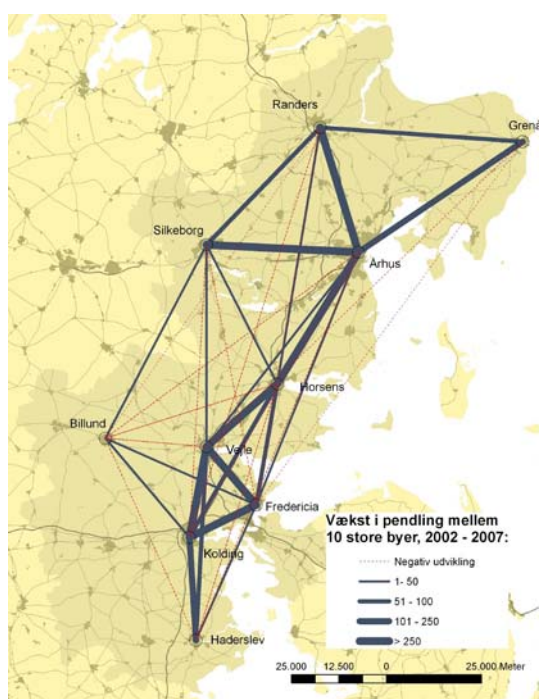 Randers
Grenå
Silkeborg
Århus
Horsens
Billund
Vejle
Fredericia
Kolding
Haderslev
Vækst i pendling mellem
10 store byer, 2002 - 2007:
Negativ udvikling
1- 50
51 - 100
101 - 250
> 250
25.000 12.500 0 25.000 Meter